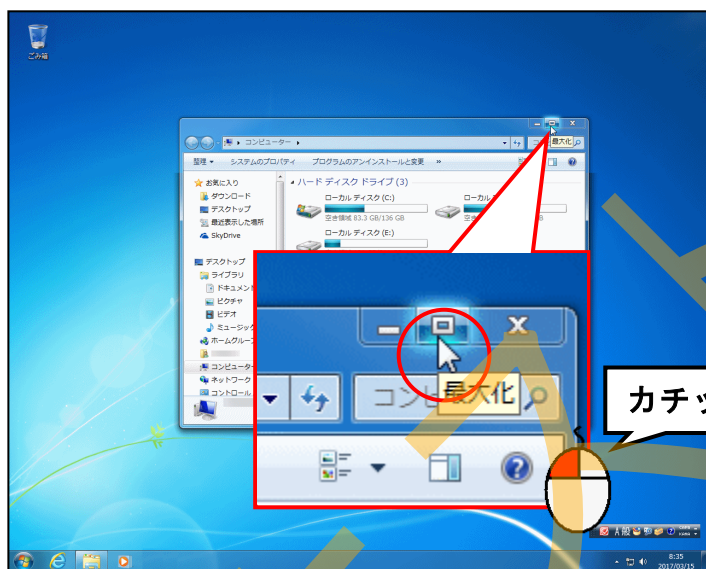 ごみ箱
コンピューター
最大化
整理
システムのプロパティ
プログラムのアンインストールと変更
»
お気に入り
ダウンロード
デスクトップ
最近表示した場所
SkyDrive
デスクトップ
ライブラリ
ドキュメント
ピクチャ
ビデオ
ミュージック
ホームグルー
コンピューター
ネットワーク
コントロール
ハード ディスク ドライブ (3)
ローカル ディスク (C:)
空き領域 83.3 GB/136 GB
ローカル ディスク (E:)
コンピ
最大化
カチッ
A 般
8:35
2017/03/15